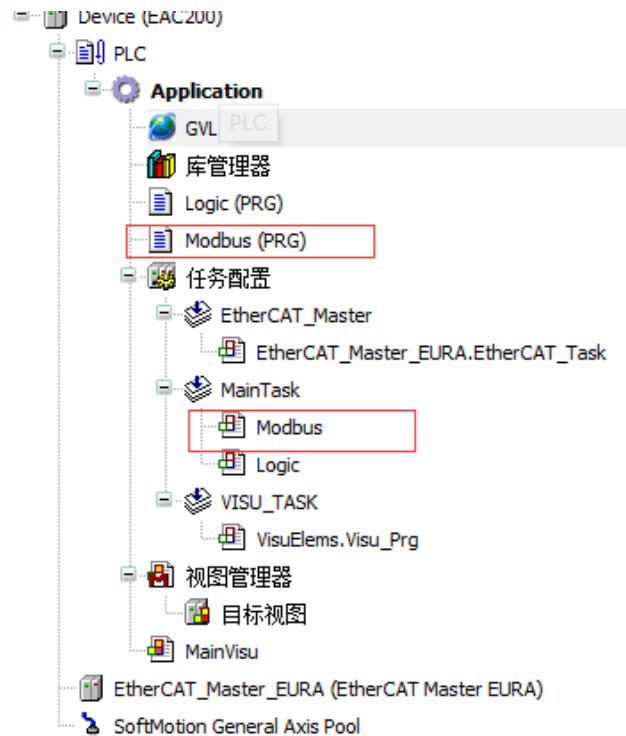 Device (EAC200)
PLC
Application
GVL PLC
库管理器
Logic (PRG)
Modbus (PRG)
任务配置
EtherCAT_Master
EtherCAT_Master_EURA.EtherCAT_Task
MainTask
Modbus
Logic
VISU_TASK
VisuElems.Visu_Prg
视图管理器
目标视图
MainVisu
EtherCAT_Master_EURA (EtherCAT Master EURA)
SoftMotion General Axis Pool